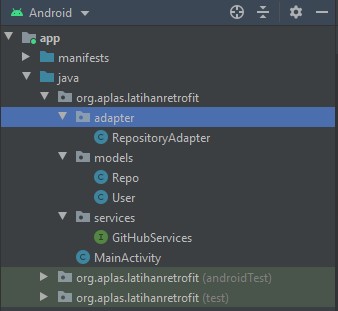 Android
app
manifests
java
org.aplas.latihanretrofit
adapter
C RepositoryAdapter
models
C Repo
C User
services
I GitHubServices
C MainActivity
org.aplas.latihanretrofit (androidTest)
org.aplas.latihanretrofit (test)